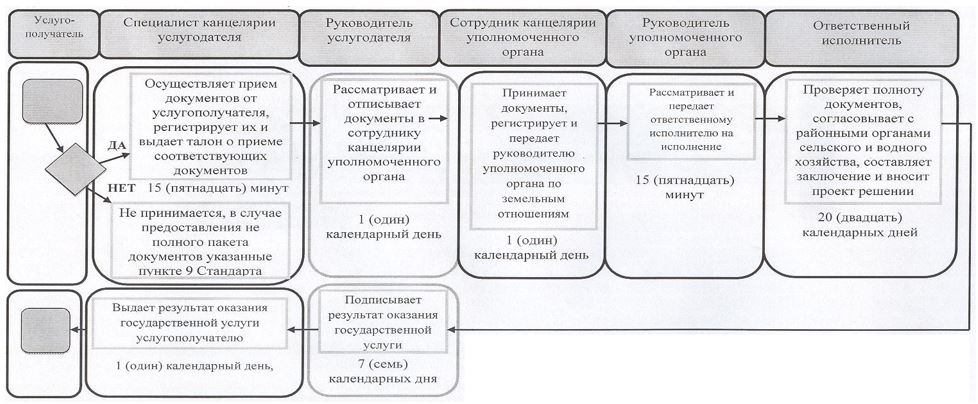 Услуго-
получатель
Специалист канцелярии
услугодателя
Руководитель
услугодателя
Сотрудник канцелярии
уполномоченного
органа
Руководитель
уполномоченного
органа
Ответственный
исполнитель
ДА
НЕТ
Осуществляет прием
документов от
услугополучателя,
регистрирует их и
выдает талон о приеме
соответствующих
документов
15 (пятнадцать) минут
Не принимается, в случае
предоставления не
полного пакета
документов указанные
пункте 9 Стандарта
Рассматривает и
отписывает
документы в
сотруднику
канцелярии
уполномоченного
органа
1 (один)
календарный день
Принимает
документы,
регистрирует и
передает
руководителю
уполномоченного
органа по
земельным
отношениям
1 (один)
календарный день
Рассматривает и
передает
ответственному
исполнителю на
исполнение
15 (пятнадцать)
минут
Проверяет полноту
документов,
согласовывает с
районными органами
сельского и водного
хозяйства, составляет
заключение и вносит
проект решении
20 (двадцать)
календарных дней
Выдает результат оказания
государственной услуги
услугополучателю
1 (один) календарный день,
Подписывает
результат оказания
государственной
услуги
7 (семь)
календарных дня